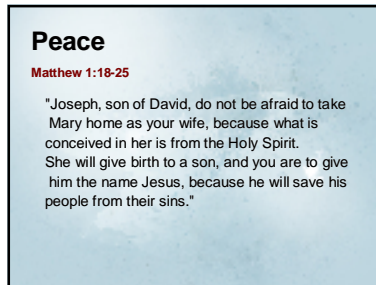 Peace
Matthew 1:18-25
"Joseph, son of David, do not be afraid to take
Mary home as your wife, because what is
conceived in her is from the Holy Spirit.
She will give birth to a son, and you are to give
him the name Jesus, because he will save his
people from their sins."